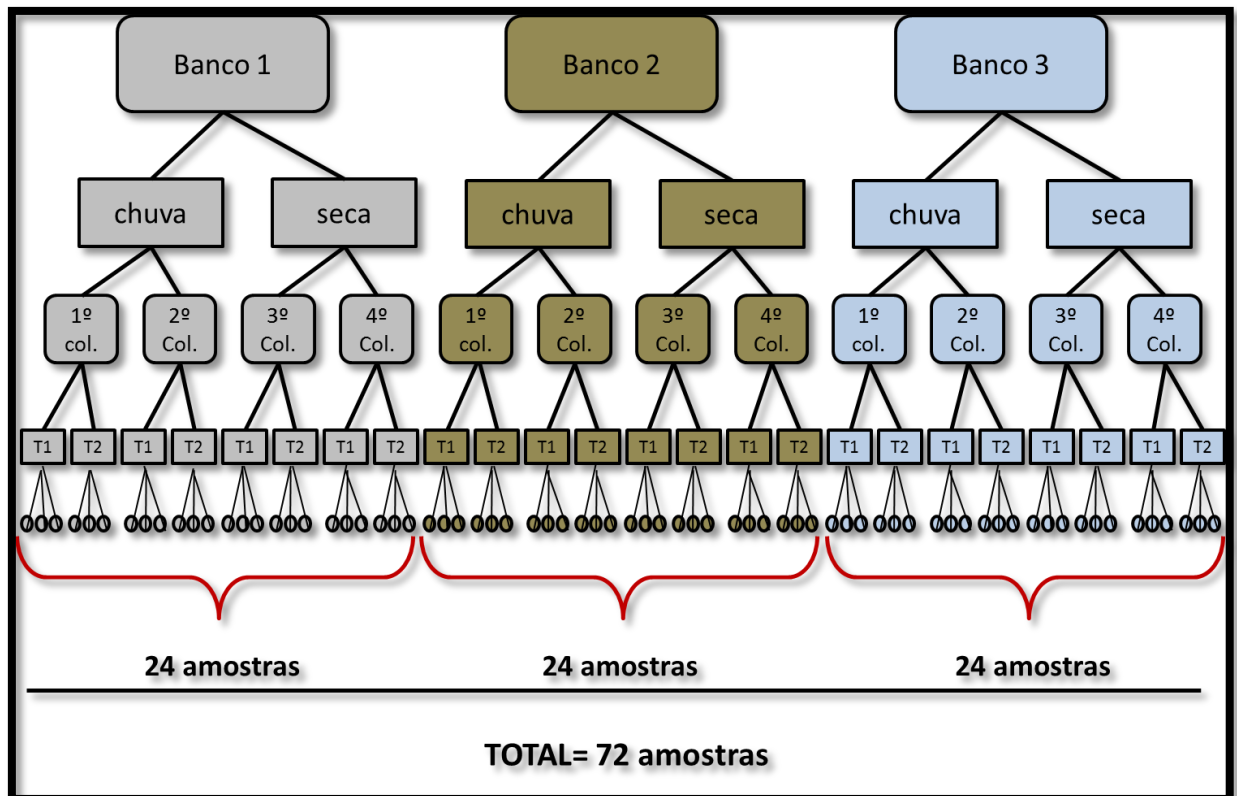 Banco 1 Banco 2 Banco 3
chuva seca chuva seca chuva seca
1º 2º 3º 4º 1º 2º 3º 4º 1º 2º 3º 4º
col. Col. Col. Col. col. Col. Col. Col. col. Col. Col. Col.
T1 T2 T1 T2 T1 T2 T1 T2 T1 T2 T1 T2 T1 T2 T1 T2 T1 T2 T1 T2 T1 T2 T1 T2
24 amostras 24 amostras 24 amostras
TOTAL= 72 amostras